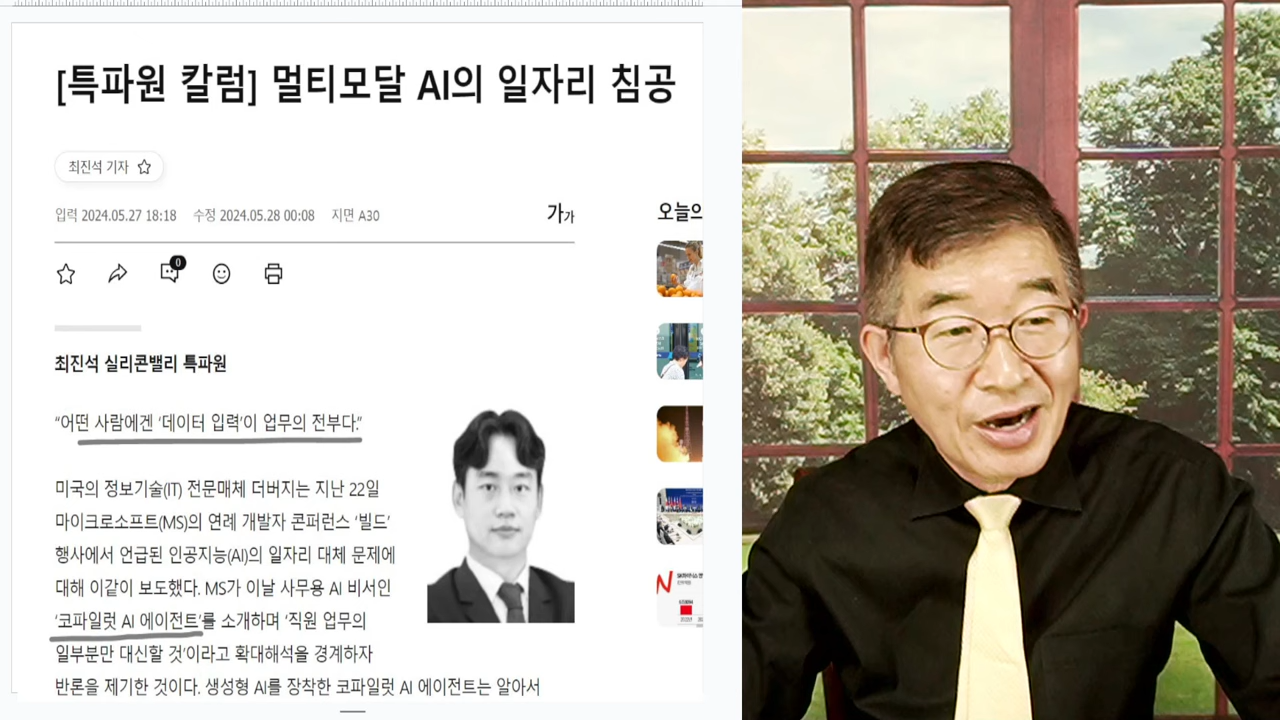 [특파원 칼럼] 멀티모달 AI의 일자리 침공
최진석 기자
입력 2024.05.27 18:18 수정 2024.05.28 00:08 지면 A30
가가
오늘의
0
최진석 실리콘밸리 특파원
“어떤 사람에겐 ‘데이터 입력’이 업무의 전부다.”
미국의 정보기술(IT) 전문매체 더버지는 지난 22일
마이크로소프트(MS)의 연례 개발자 콘퍼런스 ‘빌드’
행사에서 언급된 인공지능(AI)의 일자리 대체 문제에
대해 이같이 보도했다. MS가 이날 사무용 AI 비서인
‘코파일럿 AI 에이전트’를 소개하며 ‘직원 업무의
일부분만 대신할 것’이라고 확대해석을 경계하자
반론을 제기한 것이다. 생성형 AI를 장착한 코파일럿 AI 에이전트는 알아서